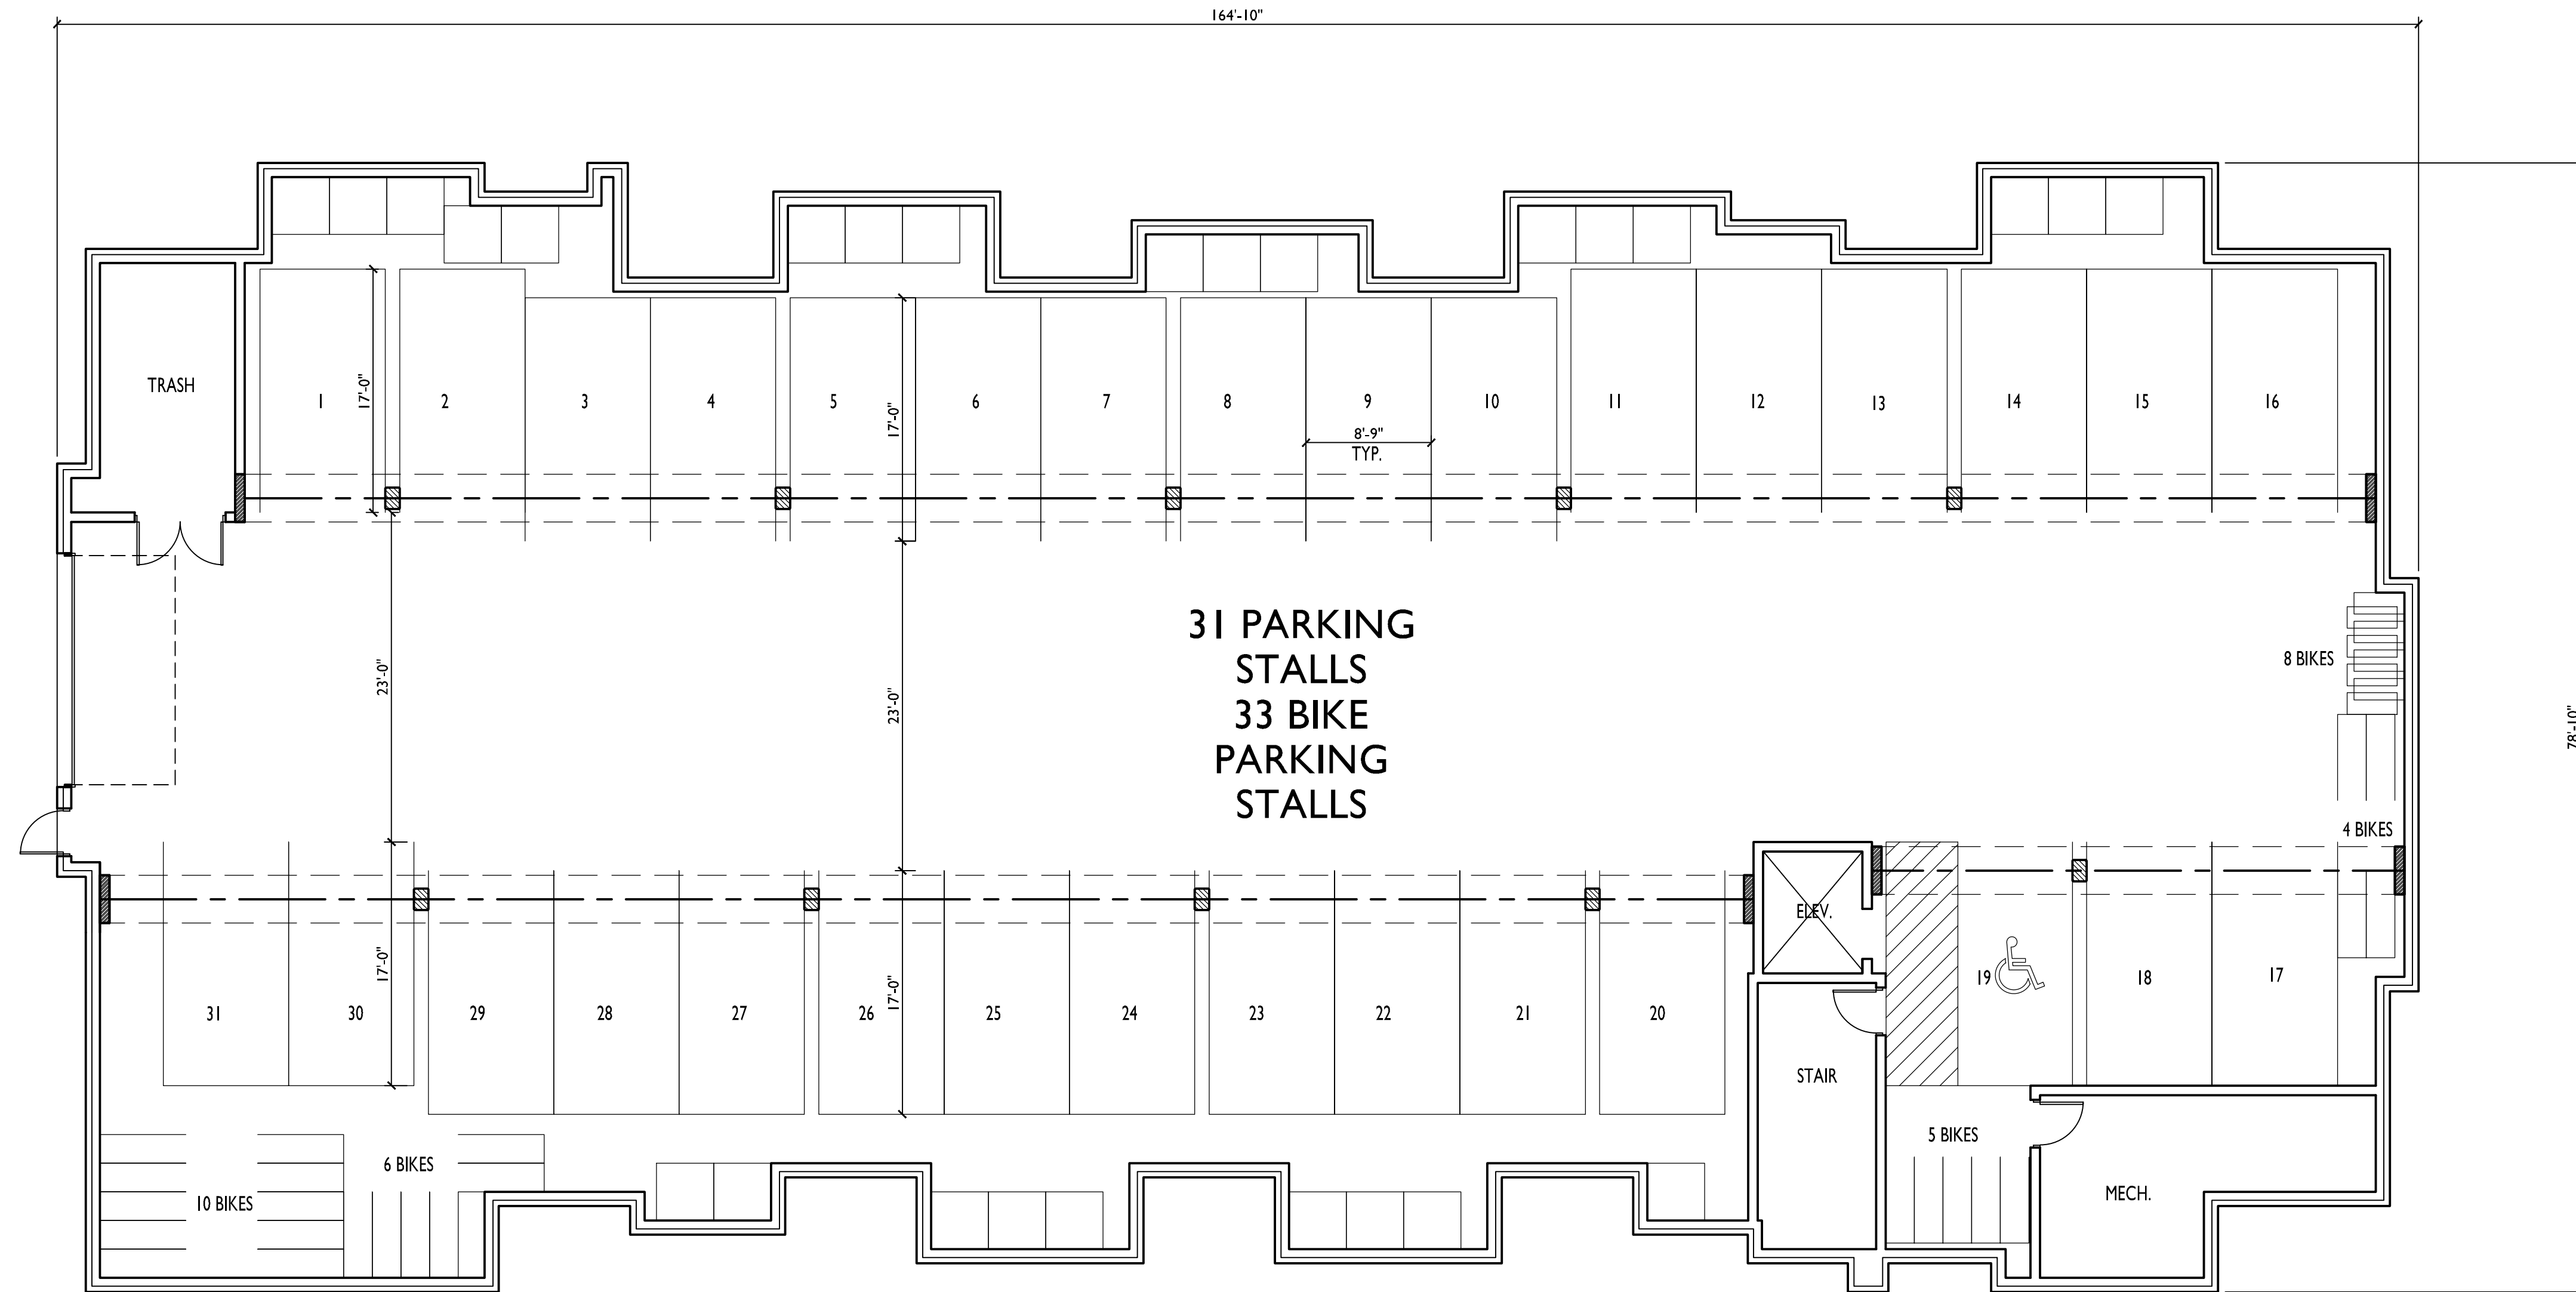 164'-10"
TRASH
1
17'-0"
2
3
4
5
17'-0"
6
7
8
9
8'-9"
TYP.
10
11
12
13
14
15
16
31 PARKING
STALLS
33 BIKE
PARKING
STALLS
23'-0"
23'-0"
8 BIKES
78'-10"
4 BIKES
ELEV.
31
30
17'-0"
29
28
27
26
17'-0"
25
24
23
22
21
20
19
18
17
STAIR
6 BIKES
10 BIKES
5 BIKES
MECH.